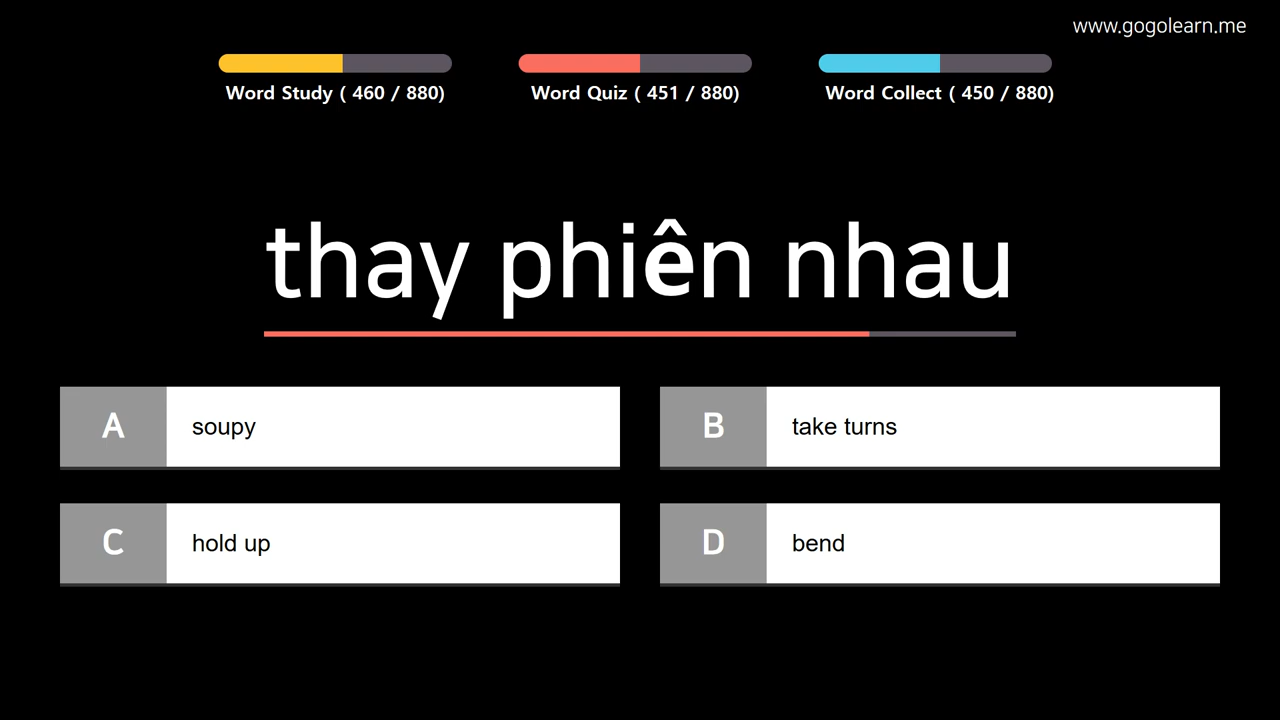 www.gogolearn.me
Word Study ( 460 / 880)
Word Quiz ( 451 / 880)
Word Collect ( 450 / 880)
thay phiên nhau
A soupy
B take turns
C hold up
D bend